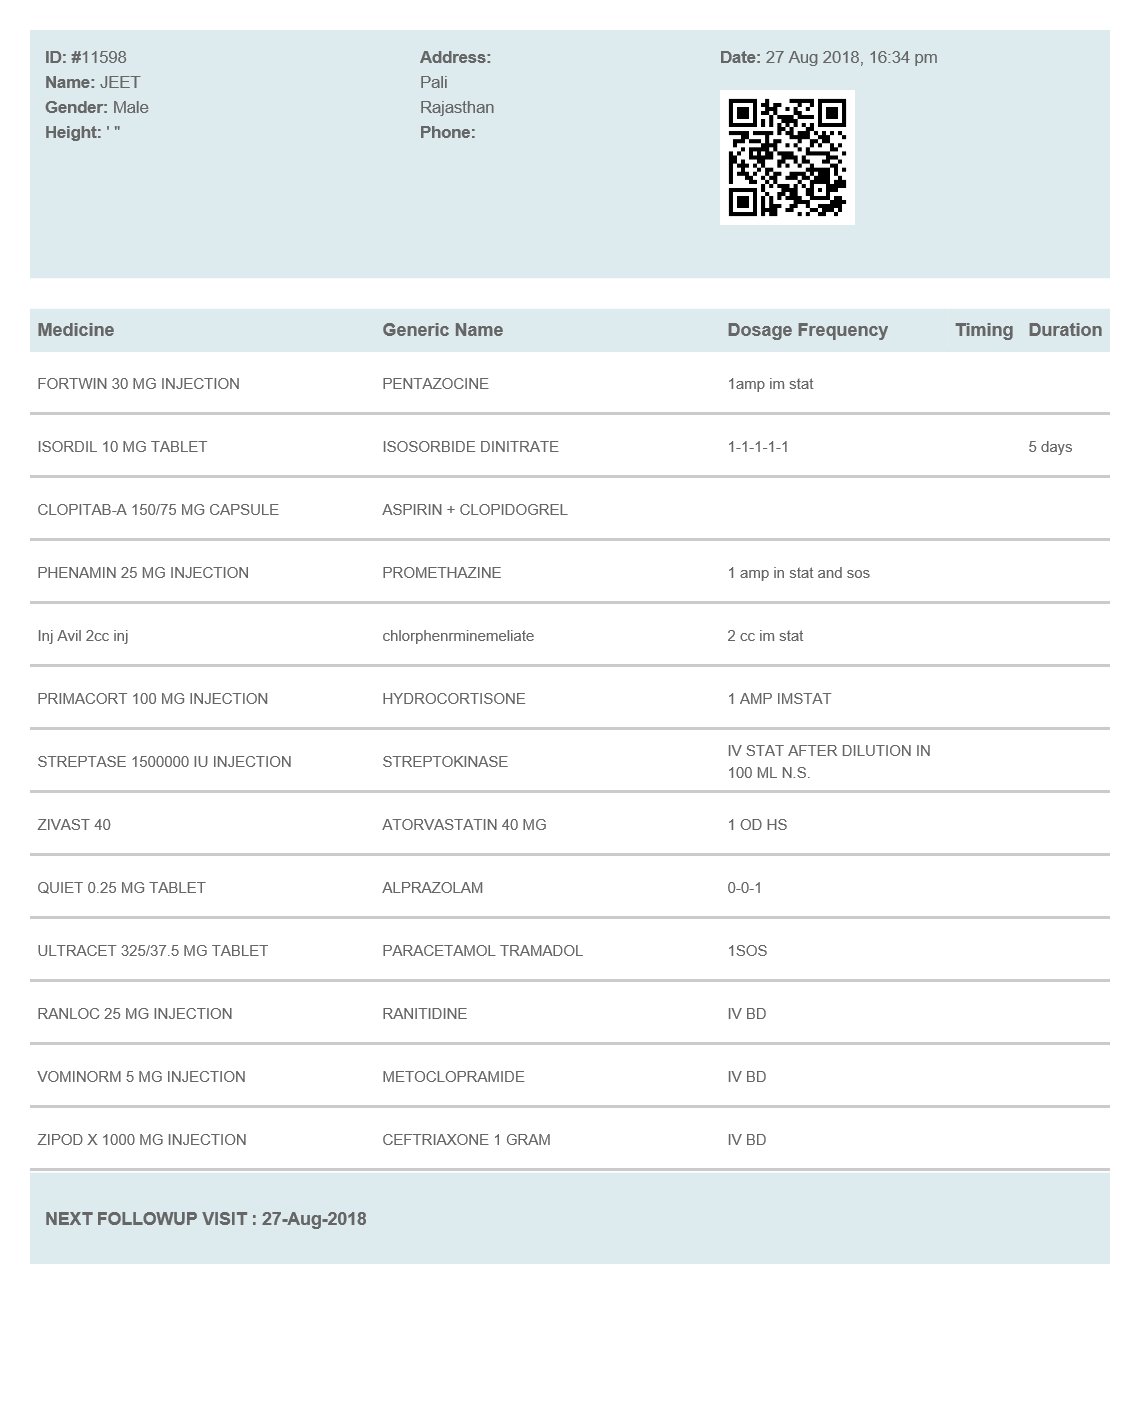 ID: #11598
Name: JEET
Gender: Male
Height: ' "
Address:
Pali
Rajasthan
Phone:
Date: 27 Aug 2018, 16:34 pm
Medicine Generic Name Dosage Frequency Timing Duration
FORTWIN 30 MG INJECTION PENTAZOCINE 1amp im stat
ISORDIL 10 MG TABLET ISOSORBIDE DINITRATE 1-1-1-1-1 5 days
CLOPITAB-A 150/75 MG CAPSULE ASPIRIN + CLOPIDOGREL
PHENAMIN 25 MG INJECTION PROMETHAZINE 1 amp in stat and sos
Inj Avil 2cc inj chlorphenrminemeliate 2 cc im stat
PRIMACORT 100 MG INJECTION HYDROCORTISONE 1 AMP IMSTAT
STREPTASE 1500000 IU INJECTION STREPTOKINASE IV STAT AFTER DILUTION IN
100 ML N.S.
ZIVAST 40 ATORVASTATIN 40 MG 1 OD HS
QUIET 0.25 MG TABLET ALPRAZOLAM 0-0-1
ULTRACET 325/37.5 MG TABLET PARACETAMOL TRAMADOL 1SOS
RANLOC 25 MG INJECTION RANITIDINE IV BD
VOMINORM 5 MG INJECTION METOCLOPRAMIDE IV BD
ZIPOD X 1000 MG INJECTION CEFTRIAXONE 1 GRAM IV BD
NEXT FOLLOWUP VISIT : 27-Aug-2018